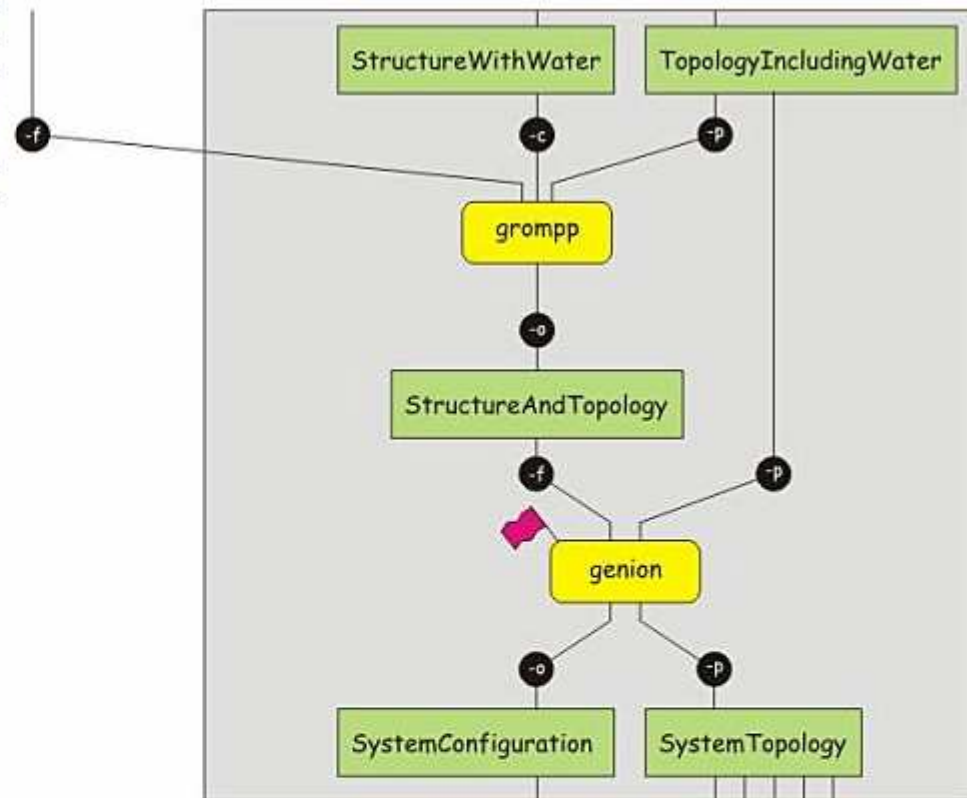 StructureWithWater
TopologyIncludingWater
-f
-c
-p
grompp
-o
StructureAndTopology
-f
-p
genion
-o
-p
SystemConfiguration
SystemTopology